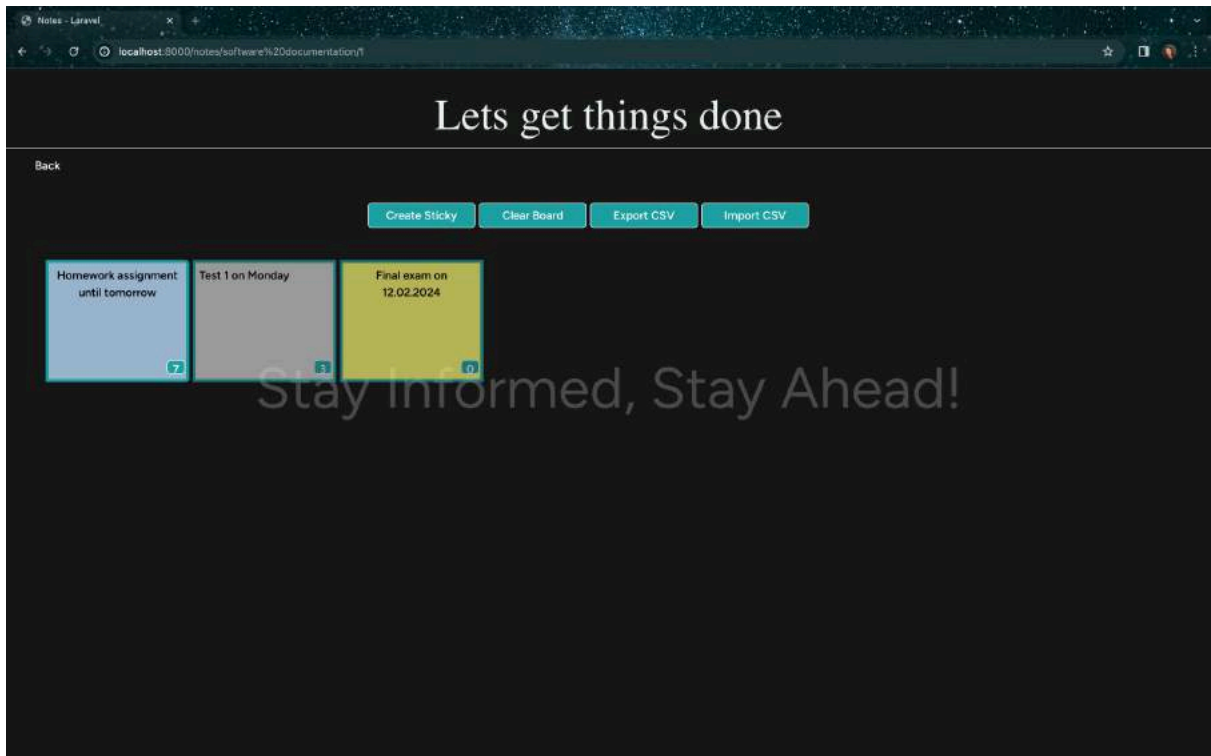 Notes - Laravel
localhost:8000/notes/software%20documentation/1
Lets get things done
Back
Create Sticky
Clear Board
Export CSV
Import CSV
Homework assignment
until tomorrow
7
Test 1 on Monday
3
Final exam on
12.02.2024
0
Stay Informed, Stay Ahead!